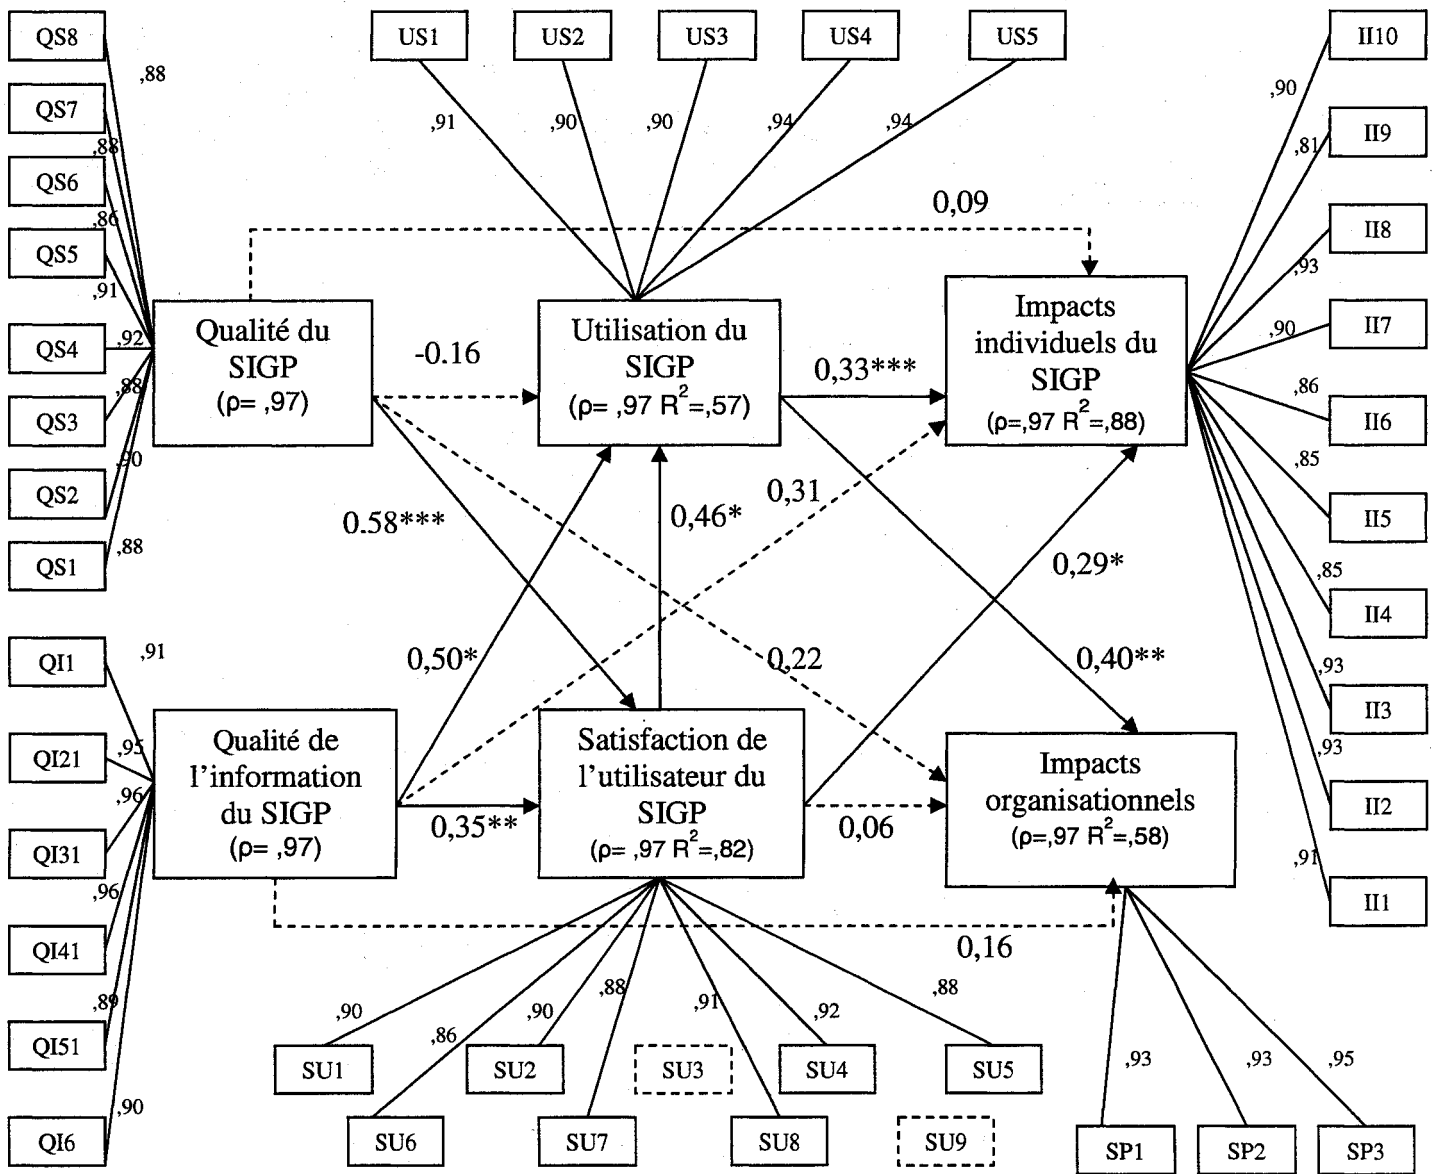 QS8
US1
US2
US3
US4
US5
II10
,88
,90
QS7
,91
,90
,90
,94
,94
II9
,88
,81
QS6
,86
0,09
II8
QS5
,93
,91
Qualité du
SIGP
(ρ= ,97)
Utilisation du
SIGP
(ρ= ,97 R²=,57)
Impacts
individuels du
SIGP
(ρ=,97 R²=,88)
II7
,90
QS4
,92
-0.16
0,33***
,86
,88
QS3
II6
,90
,85
QS2
0.58***
0,46*
0,31
II5
,88
QS1
0,29*
,85
II4
QI1
,91
0,50*
0,22
0,40**
,93
II3
QI21
,95
Qualité de
l’information
du SIGP
(ρ= ,97)
Satisfaction de
l’utilisateur du
SIGP
(ρ= ,97 R²=,82)
Impacts
organisationnels
(ρ=,97 R²=,58)
,93
,96
0,35**
0,06
II2
QI31
,91
,96
II1
QI41
0,16
,89
,90
,86
,90
,88
,91
,92
,88
QI51
SU1
SU2
SU3
SU4
SU5
,93
,93
,95
,90
QI6
SU6
SU7
SU8
SU9
SP1
SP2
SP3